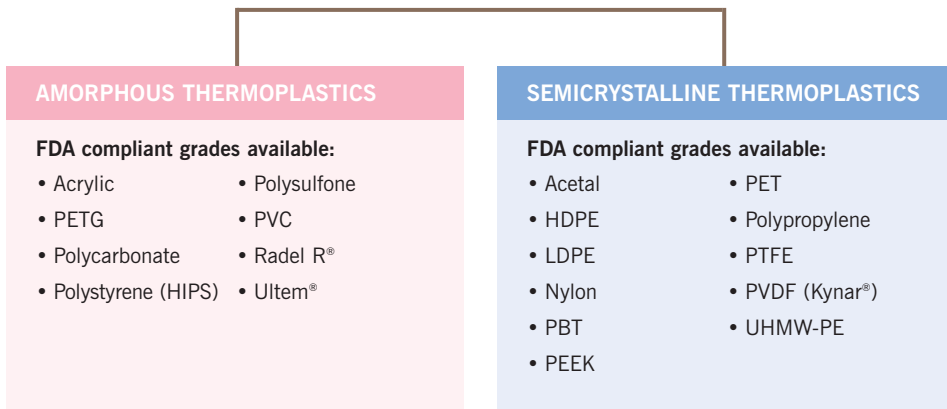 AMORPHOUS THERMOPLASTICS
FDA compliant grades available:
• Acrylic
• PETG
• Polycarbonate
• Polystyrene (HIPS)
• Polysulfone
• PVC
• Radel R®
• Ultem®
SEMICRYSTALLINE THERMOPLASTICS
FDA compliant grades available:
• Acetal
• HDPE
• LDPE
• Nylon
• PBT
• PEEK
• PET
• Polypropylene
• PTFE
• PVDF (Kynar®)
• UHMW-PE